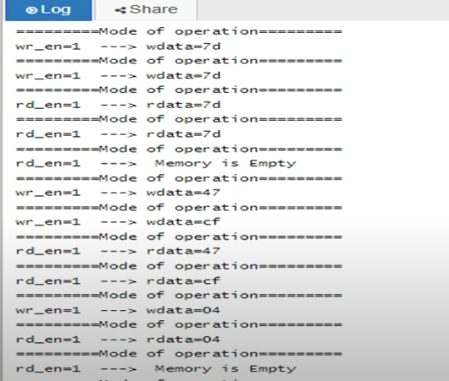 Log Share
=========Mode of operation=========
wr_en=1 ---> wdata=7d
=========Mode of operation=========
wr_en=1 ---> wdata=7d
=========Mode of operation=========
rd_en=1 ---> rdata=7d
=========Mode of operation=========
rd_en=1 ---> rdata=7d
=========Mode of operation=========
rd_en=1 ---> Memory is Empty
=========Mode of operation=========
wr_en=1 ---> wdata=47
=========Mode of operation=========
wr_en=1 ---> wdata=cf
=========Mode of operation=========
rd_en=1 ---> rdata=47
=========Mode of operation=========
rd_en=1 ---> rdata=cf
=========Mode of operation=========
wr_en=1 ---> wdata=04
=========Mode of operation=========
rd_en=1 ---> rdata=04
=========Mode of operation=========
rd_en=1 ---> Memory is Empty